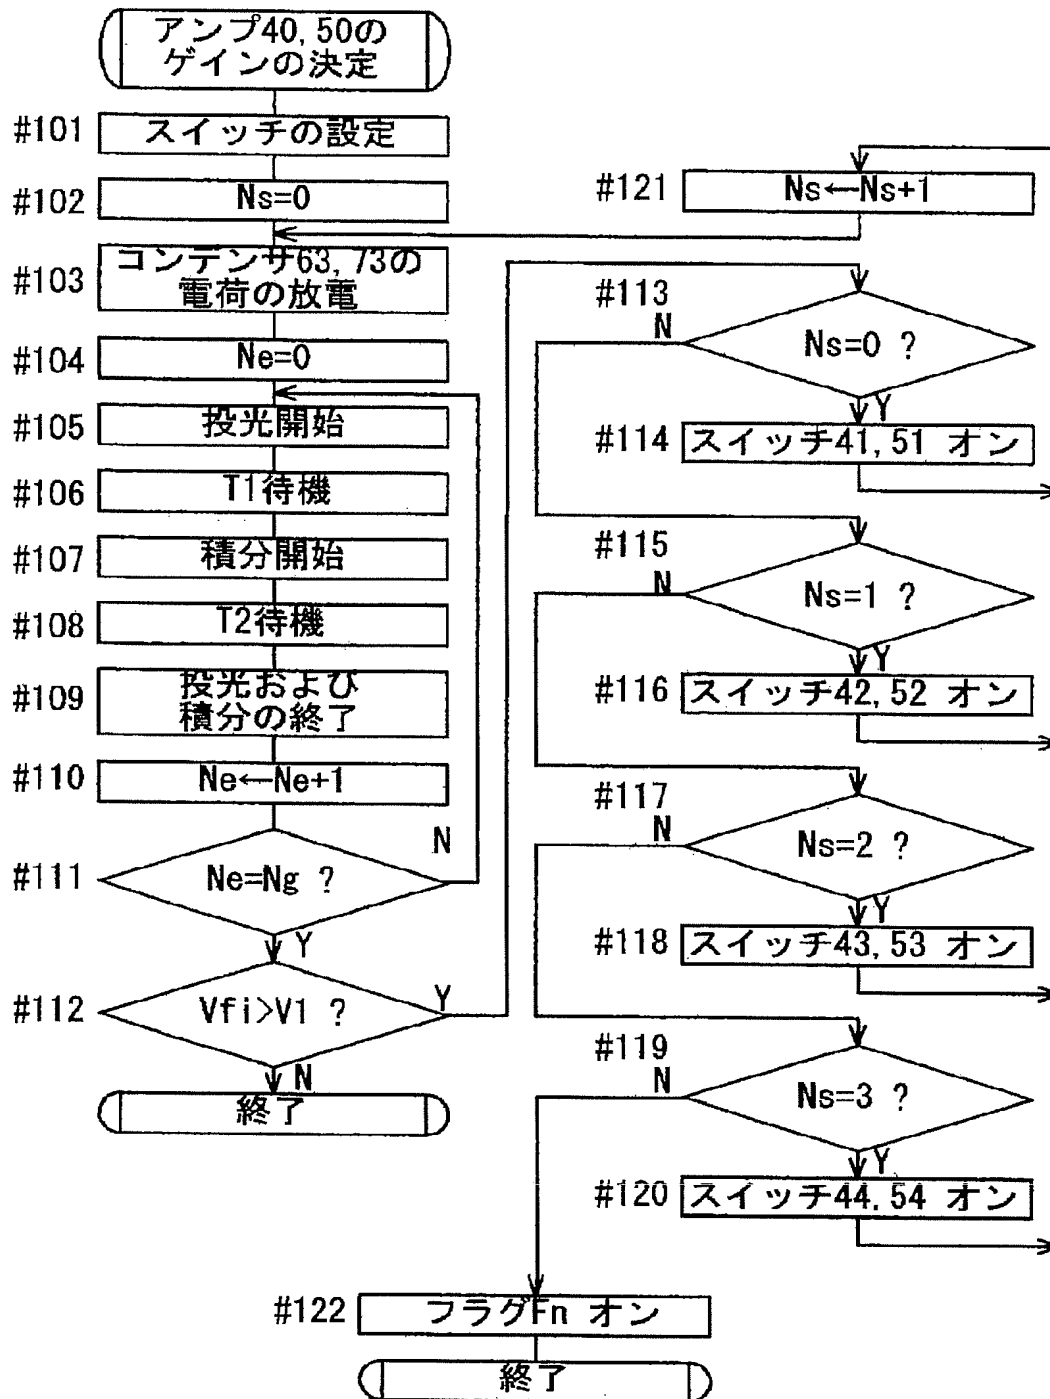 アンプ40,50の
ゲインの決定
#101 スイッチの設定
#102 Ns=0
#103 コンデンサ63,73の
電荷の放電
#104 Ne=0
#105 投光開始
#106 T1待機
#107 積分開始
#108 T2待機
#109 投光および
積分の終了
#110 Ne←Ne+1
#111 Ne=Ng ?
N
Y
#112 Vfi>V1 ?
Y
N
終了
#121 Ns←Ns+1
#113
N
Ns=0 ?
Y
#114 スイッチ41,51 オン
#115
N
Ns=1 ?
Y
#116 スイッチ42,52 オン
#117
N
Ns=2 ?
Y
#118 スイッチ43,53 オン
#119
N
Ns=3 ?
Y
#120 スイッチ44,54 オン
#122 フラグFn オン
終了